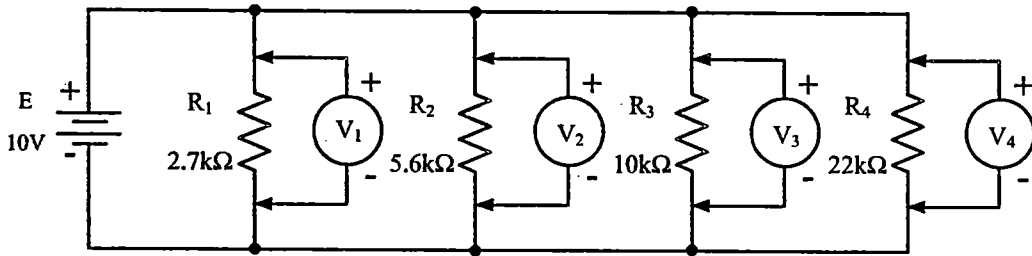 E
10V
+
-
R₁
2.7kΩ
+
V₁
-
R₂
5.6kΩ
+
V₂
-
R₃
10kΩ
+
V₃
-
R₄
22kΩ
+
V₄
-